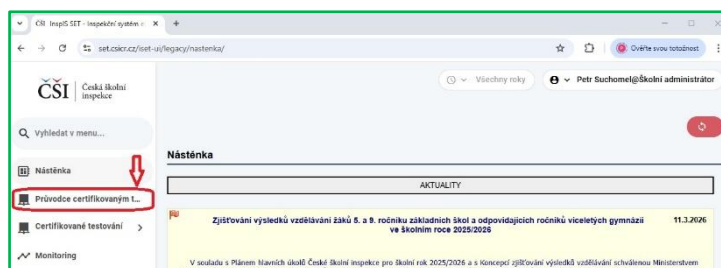 ČŠI InspIS SET - Inspekční systém e
set.csicr.cz/iset-ui/legacy/nastenka/
Ověřte svou totožnost
ČŠI Česká školní
inspekce
Všechny roky
Petr Suchomel@Školní administrátor
Vyhledat v menu...
Nástěnka
Nástěnka
AKTUALITY
Průvodce certifikovaným t...
Zjišťování výsledků vzdělávání žáků 5. a 9. ročníku základních škol a odpovídajících ročníků víceletých gymnázií
ve školním roce 2025/2026
11.3.2026
Certifikované testování
Monitoring
V souladu s Plánem hlavních úkolů České školní inspekce pro školní rok 2025/2026 a s Koncepcí zjišťování výsledků vzdělávání schválenou Ministerstvem